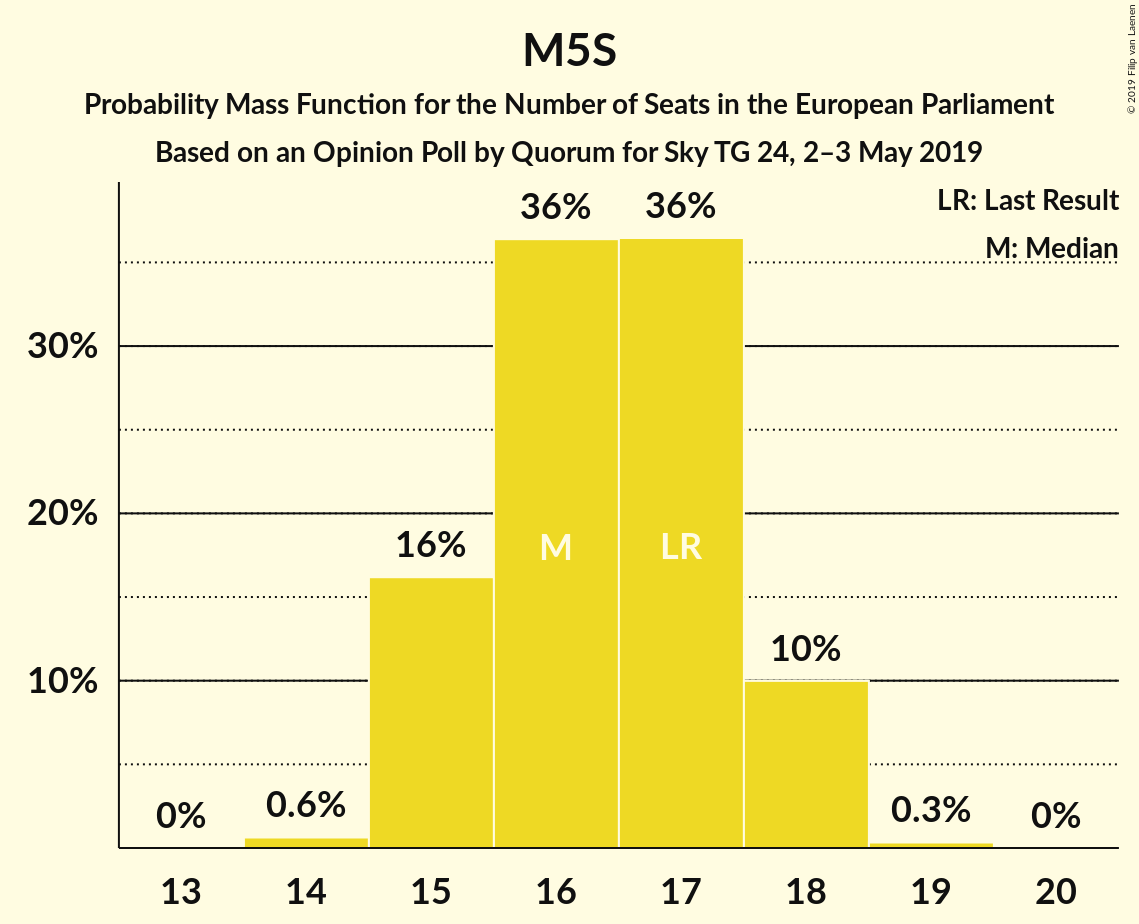 M5S
Probability Mass Function for the Number of Seats in the European Parliament
Based on an Opinion Poll by Quorum for Sky TG 24, 2–3 May 2019
© 2019 Filip van Laenen
LR: Last Result
M: Median
36% 36%
30%
20%
16%
M LR
10%
10%
0% 0.6% 0.3% 0%
13 14 15 16 17 18 19 20